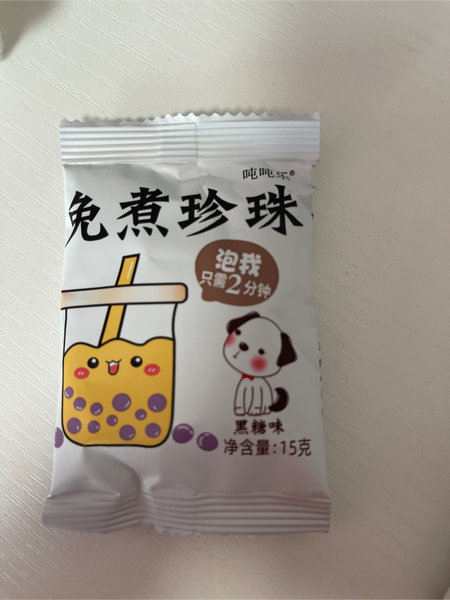 吨吨乐®
免煮珍珠
泡我
只需2分钟
黑糖味
净含量:15克